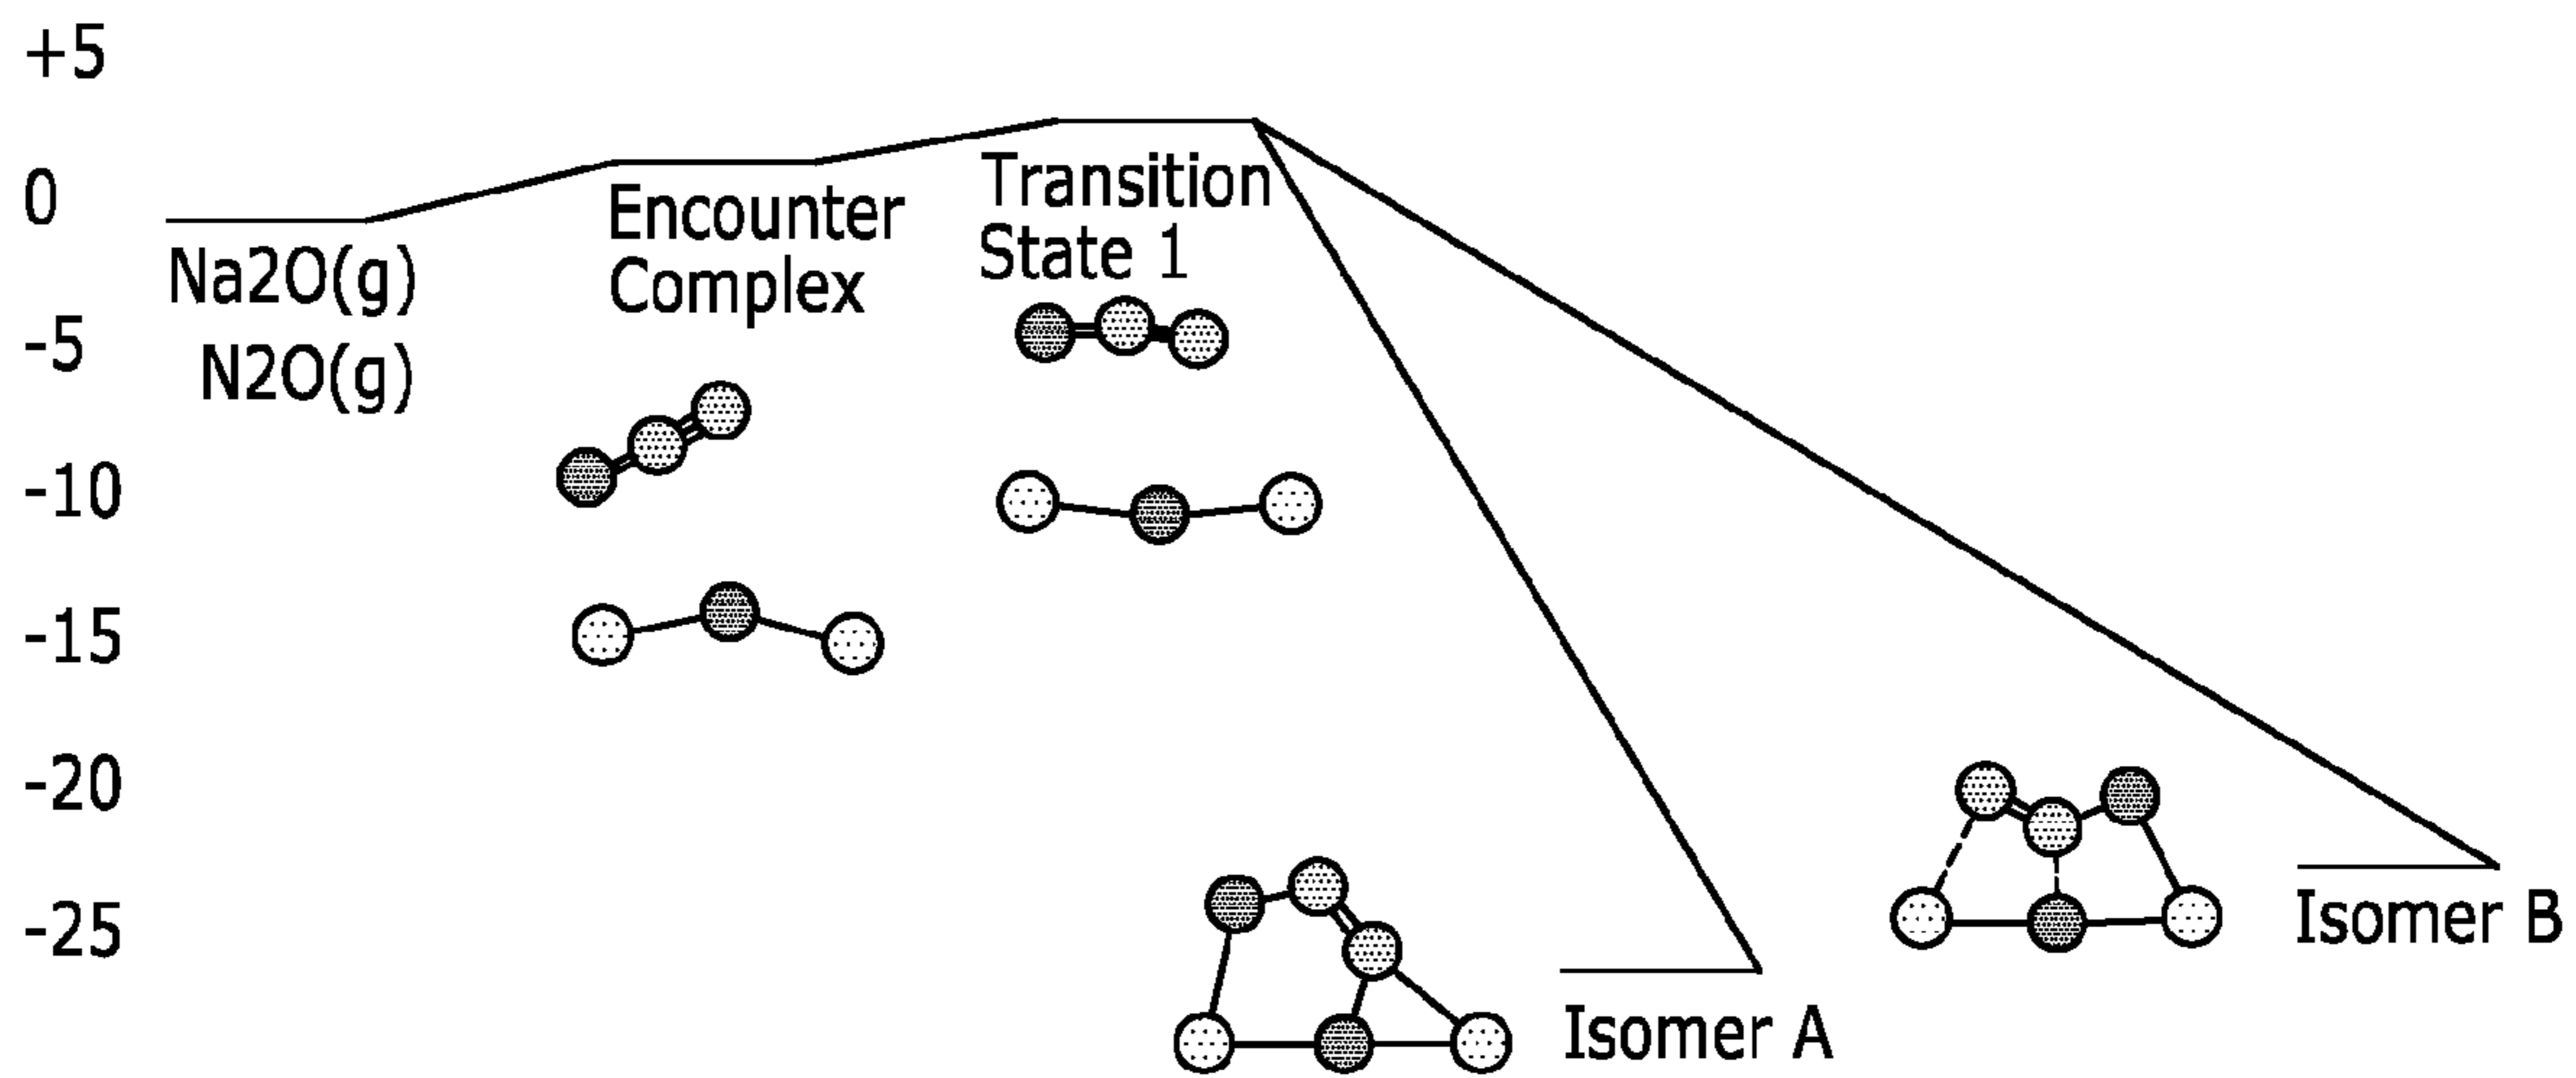 +5
0
-5
-10
-15
-20
-25
Na2O(g)
N2O(g)
Encounter
Complex
Transition
State 1
Isomer A
Isomer B